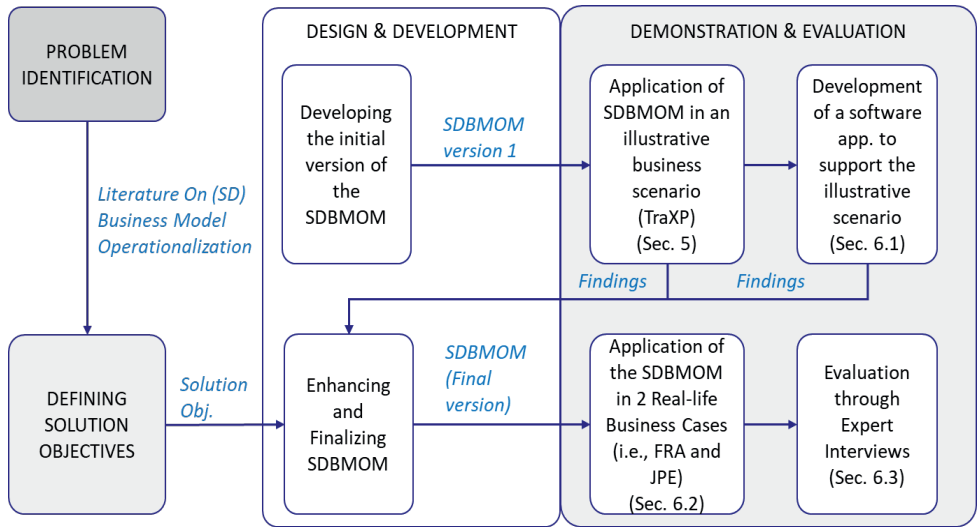 PROBLEM
IDENTIFICATION
Literature On (SD)
Business Model
Operationalization
DEFINING
SOLUTION
OBJECTIVES
Solution
Obj.
DESIGN & DEVELOPMENT
Developing
the initial
version of
the
SDBMOM
SDBMOM
version 1
Enhancing
and
Finalizing
SDBMOM
SDBMOM
(Final
version)
DEMONSTRATION & EVALUATION
Application of
SDBMOM in an
illustrative
business
scenario
(TraXP)
(Sec. 5)
Development
of a software
app. to
support the
illustrative
scenario
(Sec. 6.1)
Findings
Findings
Application of
the SDBMOM
in 2 Real-life
Business Cases
(i.e., FRA and
JPE)
(Sec. 6.2)
Evaluation
through
Expert
Interviews
(Sec. 6.3)